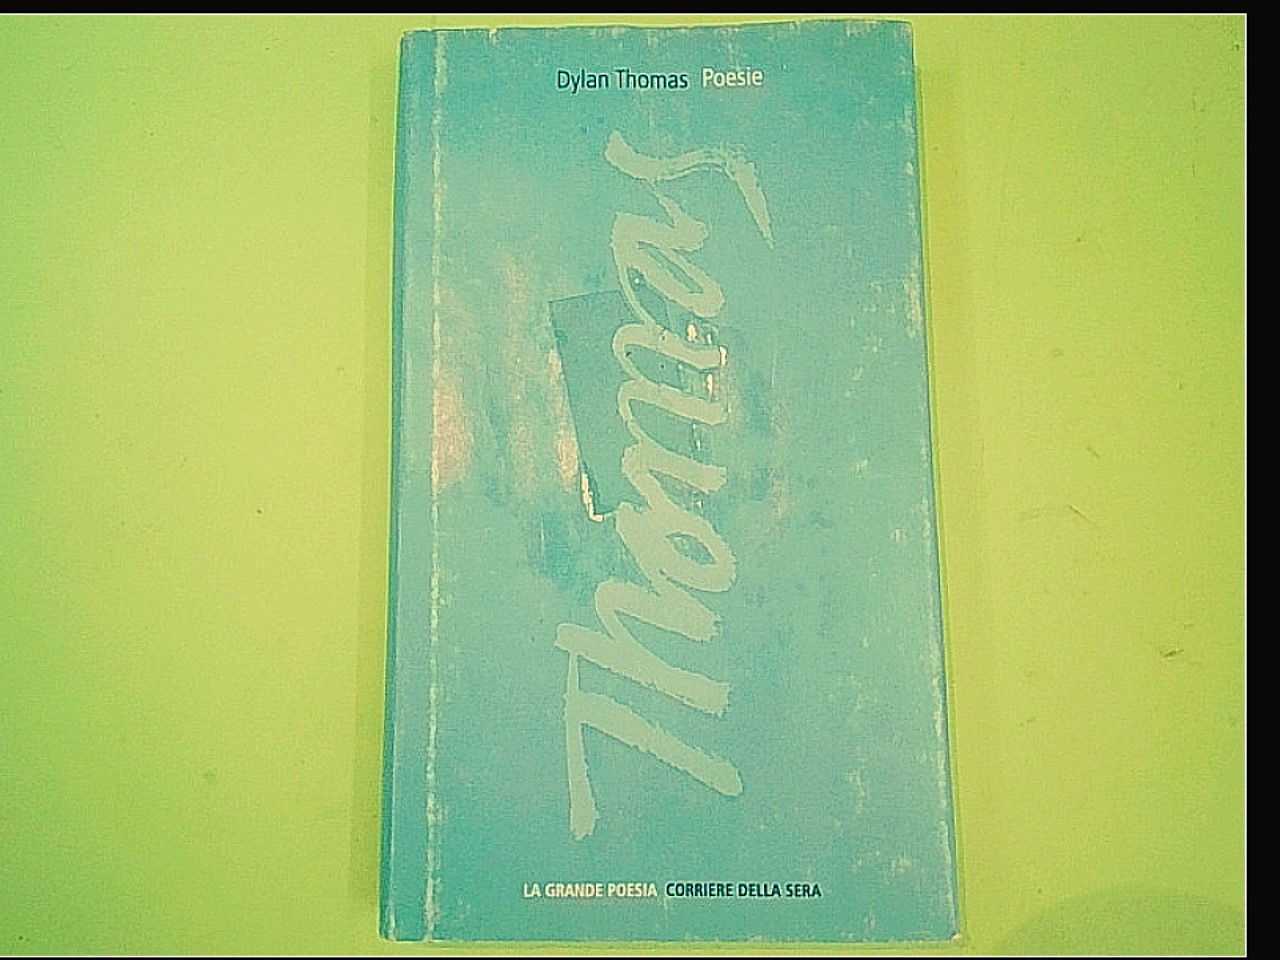 Dylan Thomas Poesie
Thomas
LA GRANDE POESIA CORRIERE DELLA SERA